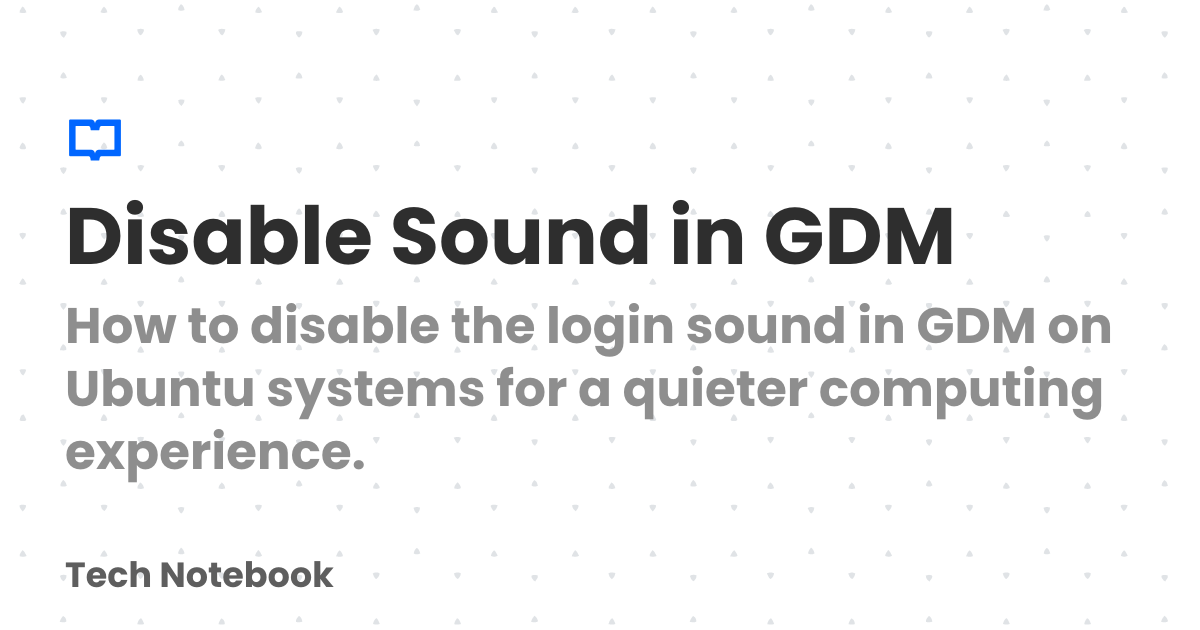 Disable Sound in GDM
How to disable the login sound in GDM on
Ubuntu systems for a quieter computing
experience.
Tech Notebook